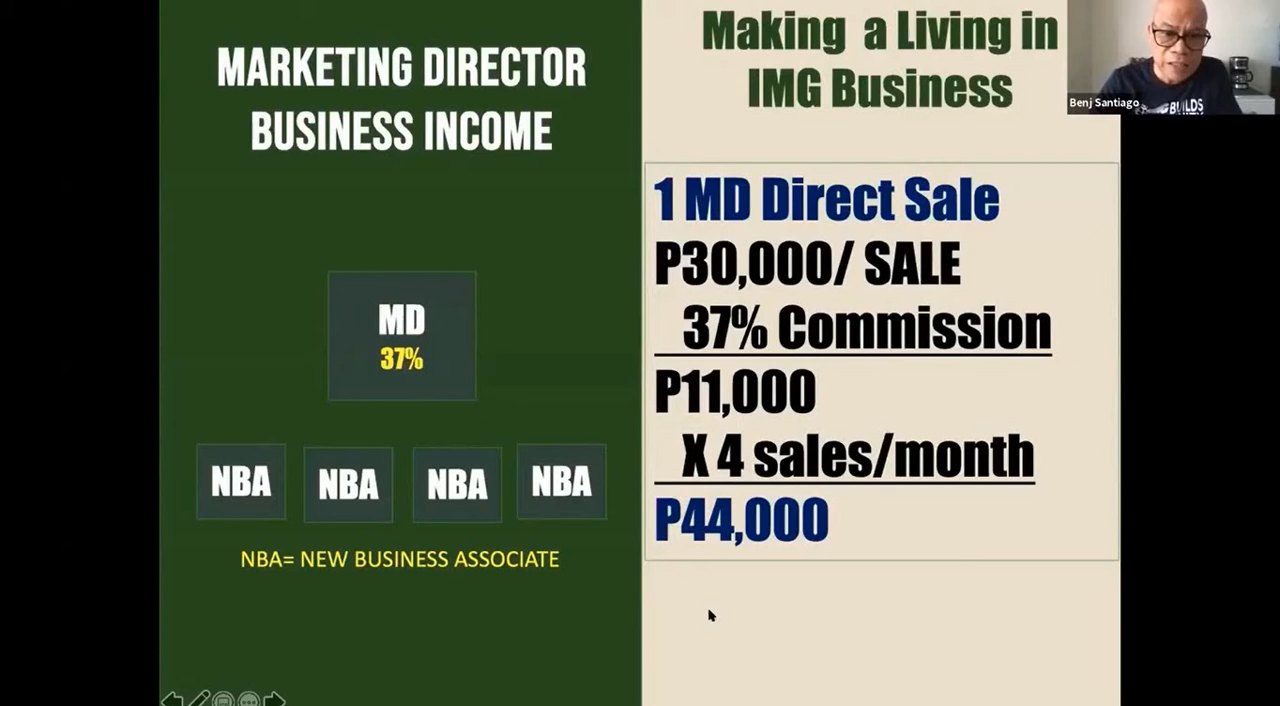 MARKETING DIRECTOR
BUSINESS INCOME
MD
37%
NBA
NBA
NBA
NBA
NBA= NEW BUSINESS ASSOCIATE
Making a Living in
IMG Business
1 MD Direct Sale
P30,000/ SALE
37% Commission
P11,000
X 4 sales/month
P44,000
Benj Santiago
BUILDS